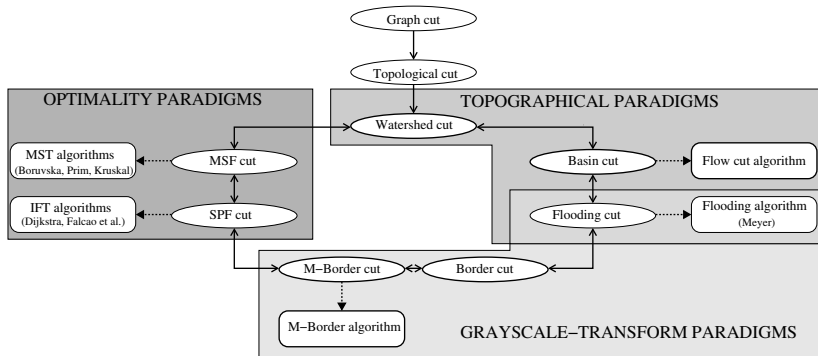 Graph cut
Topological cut
OPTIMALITY PARADIGMS
TOPOGRAPHICAL PARADIGMS
Watershed cut
MST algorithms
(Boruvska, Prim, Kruskal)
MSF cut
Basin cut
Flow cut algorithm
IFT algorithms
(Dijkstra, Falcao et al.)
SPF cut
Flooding cut
Flooding algorithm
(Meyer)
M−Border cut
Border cut
M−Border algorithm
GRAYSCALE−TRANSFORM PARADIGMS